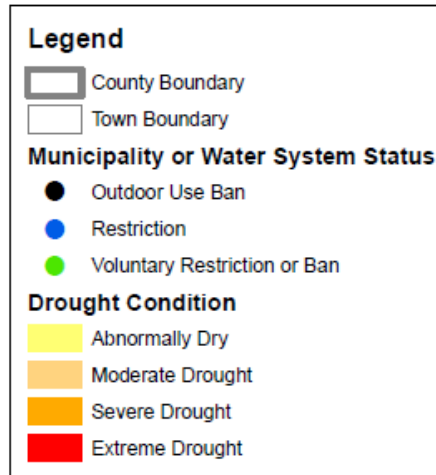 Legend
County Boundary
Town Boundary
Municipality or Water System Status
Outdoor Use Ban
Restriction
Voluntary Restriction or Ban
Drought Condition
Abnormally Dry
Moderate Drought
Severe Drought
Extreme Drought